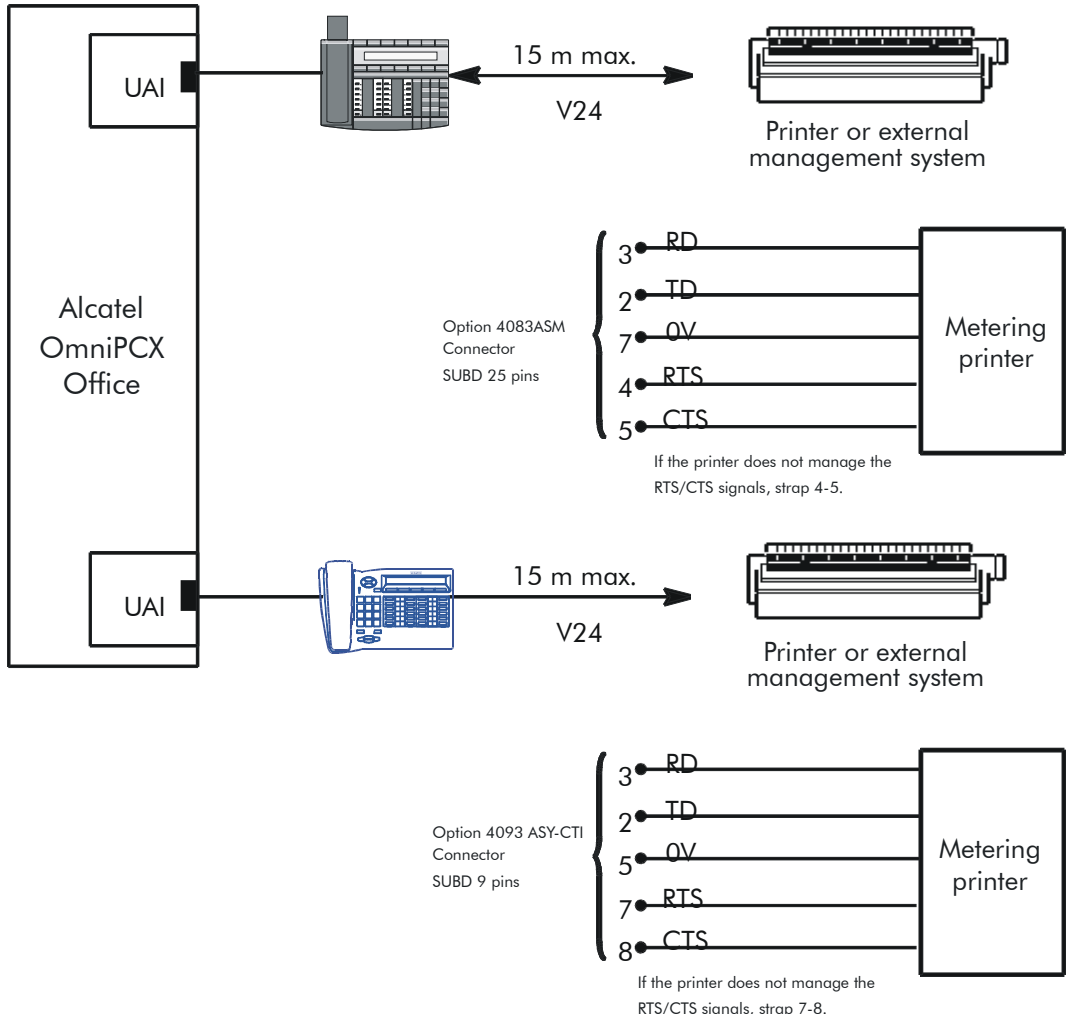 UAI
15 m max.
V24
Printer or external
management system
Alcatel
OmniPCX
Office
Option 4083ASM
Connector
SUBD 25 pins
3 RD
2 TD
7 0V
4 RTS
5 CTS
Metering
printer
If the printer does not manage the
RTS/CTS signals, strap 4-5.
UAI
15 m max.
V24
Printer or external
management system
Option 4093 ASY-CTI
Connector
SUBD 9 pins
3 RD
2 TD
5 0V
7 RTS
8 CTS
Metering
printer
If the printer does not manage the
RTS/CTS signals, strap 7-8.